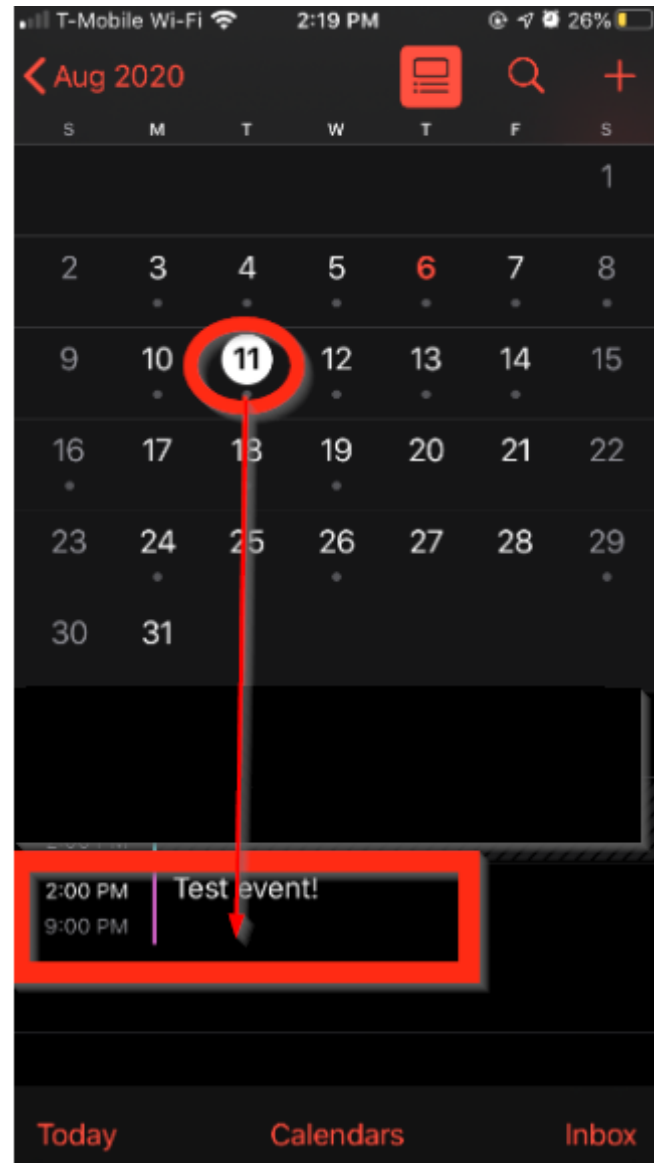 T-Mobile Wi-Fi 2:19 PM 26%
Aug 2020
S M T W T F S
1
2 3 4 5 6 7 8
9 10 11 12 13 14 15
16 17 18 19 20 21 22
23 24 25 26 27 28 29
30 31
2:00 PM Test event!
9:00 PM
Today Calendars Inbox